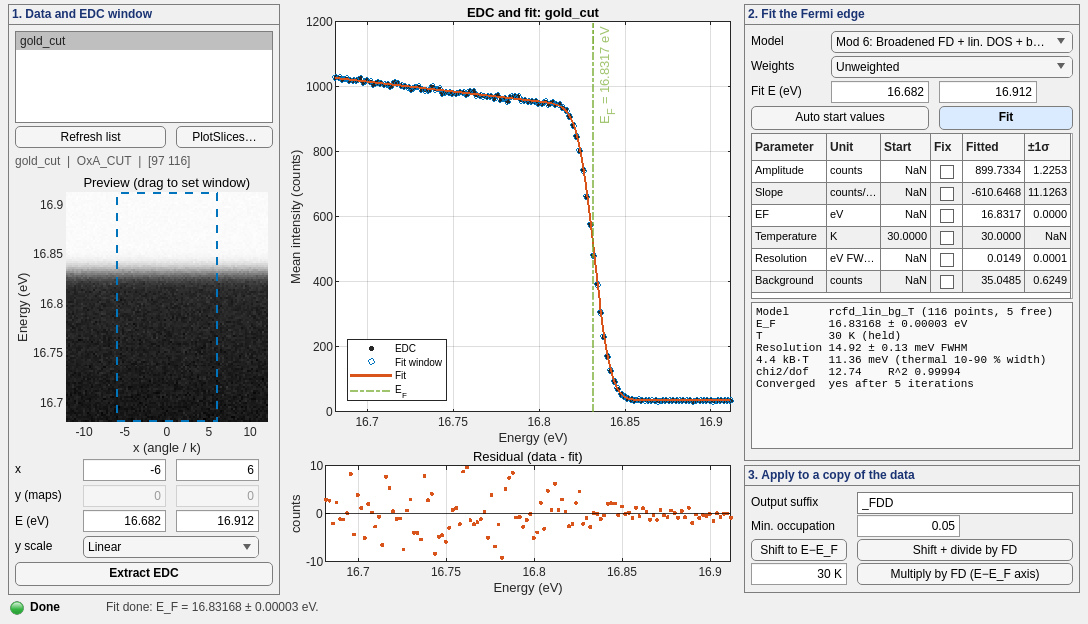 1. Data and EDC window
gold_cut
Refresh list
PlotSlices...
gold_cut | OxA_CUT | [97 116]
Preview (drag to set window)
16.9
16.85
16.8
16.75
16.7
Energy (eV)
-10 -5 0 5 10
x (angle / k)
x -6 6
y (maps) 0 0
E (eV) 16.682 16.912
y scale Linear
Extract EDC
Done
Fit done: E_F = 16.83168 ± 0.00003 eV.
EDC and fit: gold_cut
1200
1000
800
600
400
200
0
Mean intensity (counts)
E_F = 16.8317 eV
EDC
Fit window
Fit
E_F
16.7 16.75 16.8 16.85 16.9
Energy (eV)
Residual (data - fit)
10
0
-10
counts
16.7 16.75 16.8 16.85 16.9
Energy (eV)
2. Fit the Fermi edge
Model Mod 6: Broadened FD + lin. DOS + b...
Weights Unweighted
Fit E (eV) 16.682 16.912
Auto start values
Fit
Parameter Unit Start Fix Fitted ±1σ
Amplitude counts NaN 899.7334 1.2253
Slope counts/... NaN -610.6468 11.1263
EF eV NaN 16.8317 0.0000
Temperature K 30.0000 30.0000 NaN
Resolution eV FW... NaN 0.0149 0.0001
Background counts NaN 35.0485 0.6249
Model rcfd_lin_bg_T (116 points, 5 free)
E_F 16.83168 ± 0.00003 eV
T 30 K (held)
Resolution 14.92 ± 0.13 meV FWHM
4.4 kB·T 11.36 meV (thermal 10-90 % width)
chi2/dof 12.74 R^2 0.99994
Converged yes after 5 iterations
3. Apply to a copy of the data
Output suffix _FDD
Min. occupation 0.05
Shift to E−E_F
Shift + divide by FD
30 K
Multiply by FD (E−E_F axis)